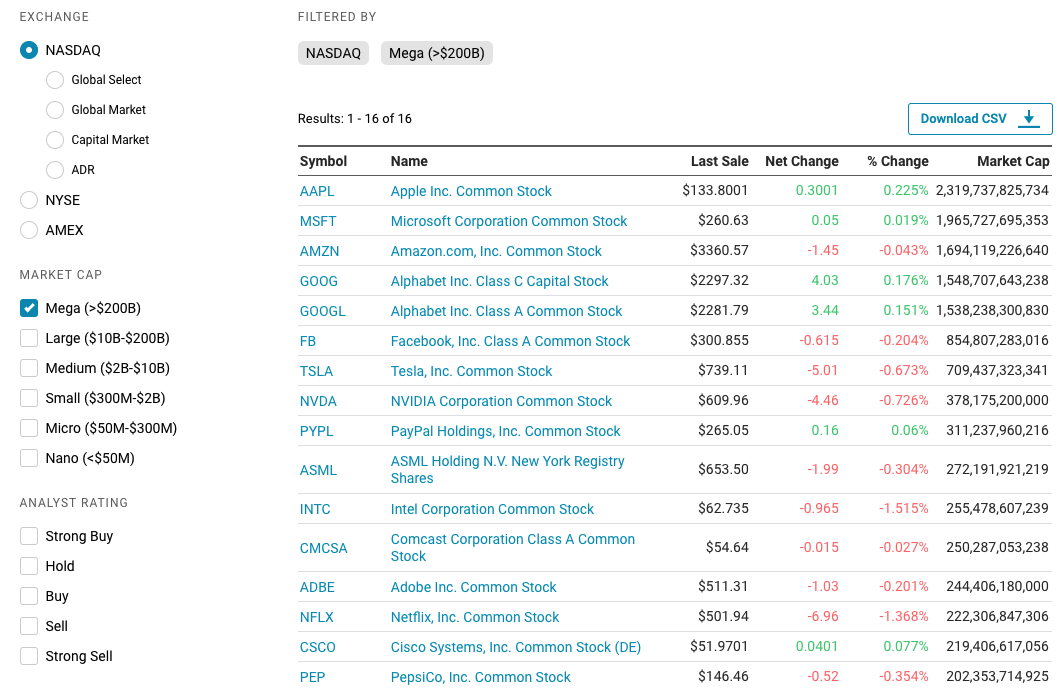 EXCHANGE
NASDAQ
Global Select
Global Market
Capital Market
ADR
NYSE
AMEX
MARKET CAP
Mega (>$200B)
Large ($10B-$200B)
Medium ($2B-$10B)
Small ($300M-$2B)
Micro ($50M-$300M)
Nano (<$50M)
ANALYST RATING
Strong Buy
Hold
Buy
Sell
Strong Sell
FILTERED BY
NASDAQ Mega (>$200B)
Results: 1 - 16 of 16 Download CSV
Symbol Name Last Sale Net Change % Change Market Cap
AAPL Apple Inc. Common Stock $133.8001 0.3001 0.225% 2,319,737,825,734
MSFT Microsoft Corporation Common Stock $260.63 0.05 0.019% 1,965,727,695,353
AMZN Amazon.com, Inc. Common Stock $3360.57 -1.45 -0.043% 1,694,119,226,640
GOOG Alphabet Inc. Class C Capital Stock $2297.32 4.03 0.176% 1,548,707,643,238
GOOGL Alphabet Inc. Class A Common Stock $2281.79 3.44 0.151% 1,538,238,300,830
FB Facebook, Inc. Class A Common Stock $300.855 -0.615 -0.204% 854,807,283,016
TSLA Tesla, Inc. Common Stock $739.11 -5.01 -0.673% 709,437,323,341
NVDA NVIDIA Corporation Common Stock $609.96 -4.46 -0.726% 378,175,200,000
PYPL PayPal Holdings, Inc. Common Stock $265.05 0.16 0.06% 311,237,960,216
ASML ASML Holding N.V. New York Registry
Shares $653.50 -1.99 -0.304% 272,191,921,219
INTC Intel Corporation Common Stock $62.735 -0.965 -1.515% 255,478,607,239
CMCSA Comcast Corporation Class A Common
Stock $54.64 -0.015 -0.027% 250,287,053,238
ADBE Adobe Inc. Common Stock $511.31 -1.03 -0.201% 244,406,180,000
NFLX Netflix, Inc. Common Stock $501.94 -6.96 -1.368% 222,306,847,306
CSCO Cisco Systems, Inc. Common Stock (DE) $51.9701 0.0401 0.077% 219,406,617,056
PEP PepsiCo, Inc. Common Stock $146.46 -0.52 -0.354% 202,353,714,925